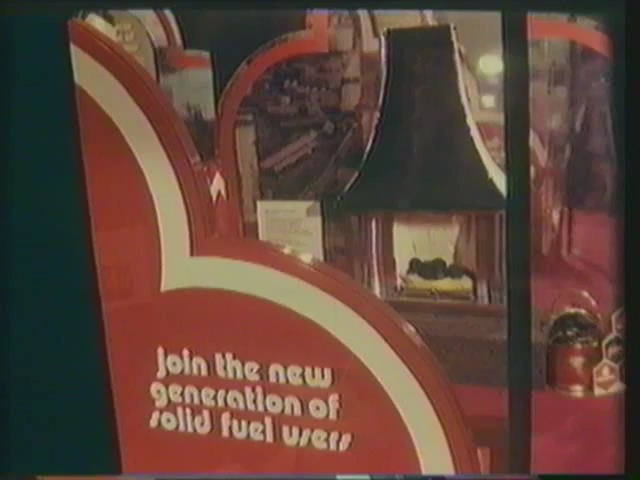 join the new
generation of
solid fuel users